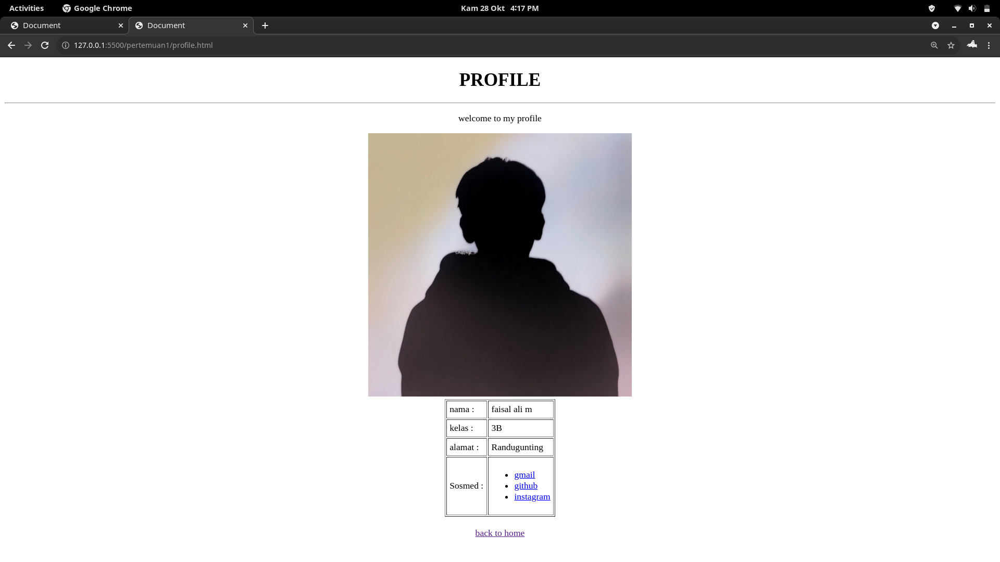 Activities Google Chrome Kam 28 Okt 4:17 PM
Document Document
127.0.0.1:5500/pertemuan1/profile.html
PROFILE
welcome to my profile
nama : faisal ali m
kelas : 3B
alamat : Randugunting
Sosmed :
gmail
github
instagram
back to home